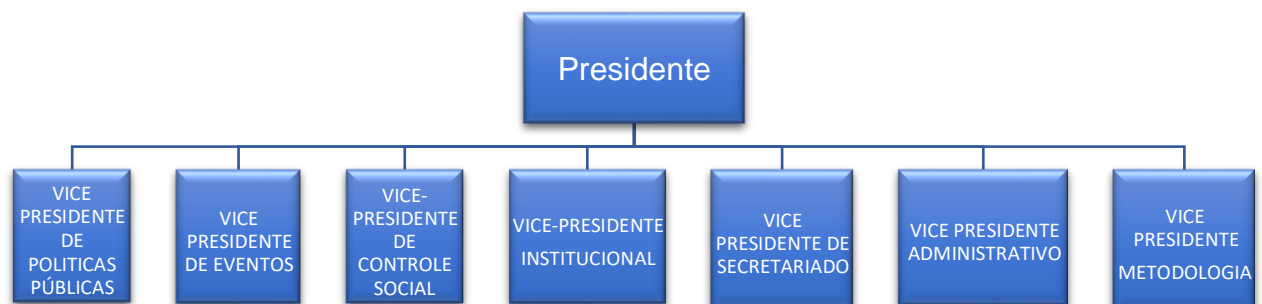 Presidente
VICE
PRESIDENTE
DE
POLITICAS
PÚBLICAS
VICE
PRESIDENTE
DE EVENTOS
VICE-
PRESIDENTE
DE
CONTROLE
SOCIAL
VICE-PRESIDENTE
INSTITUCIONAL
VICE
PRESIDENTE DE
SECRETARIADO
VICE PRESIDENTE
ADMINISTRATIVO
VICE
PRESIDENTE
METODOLOGIA